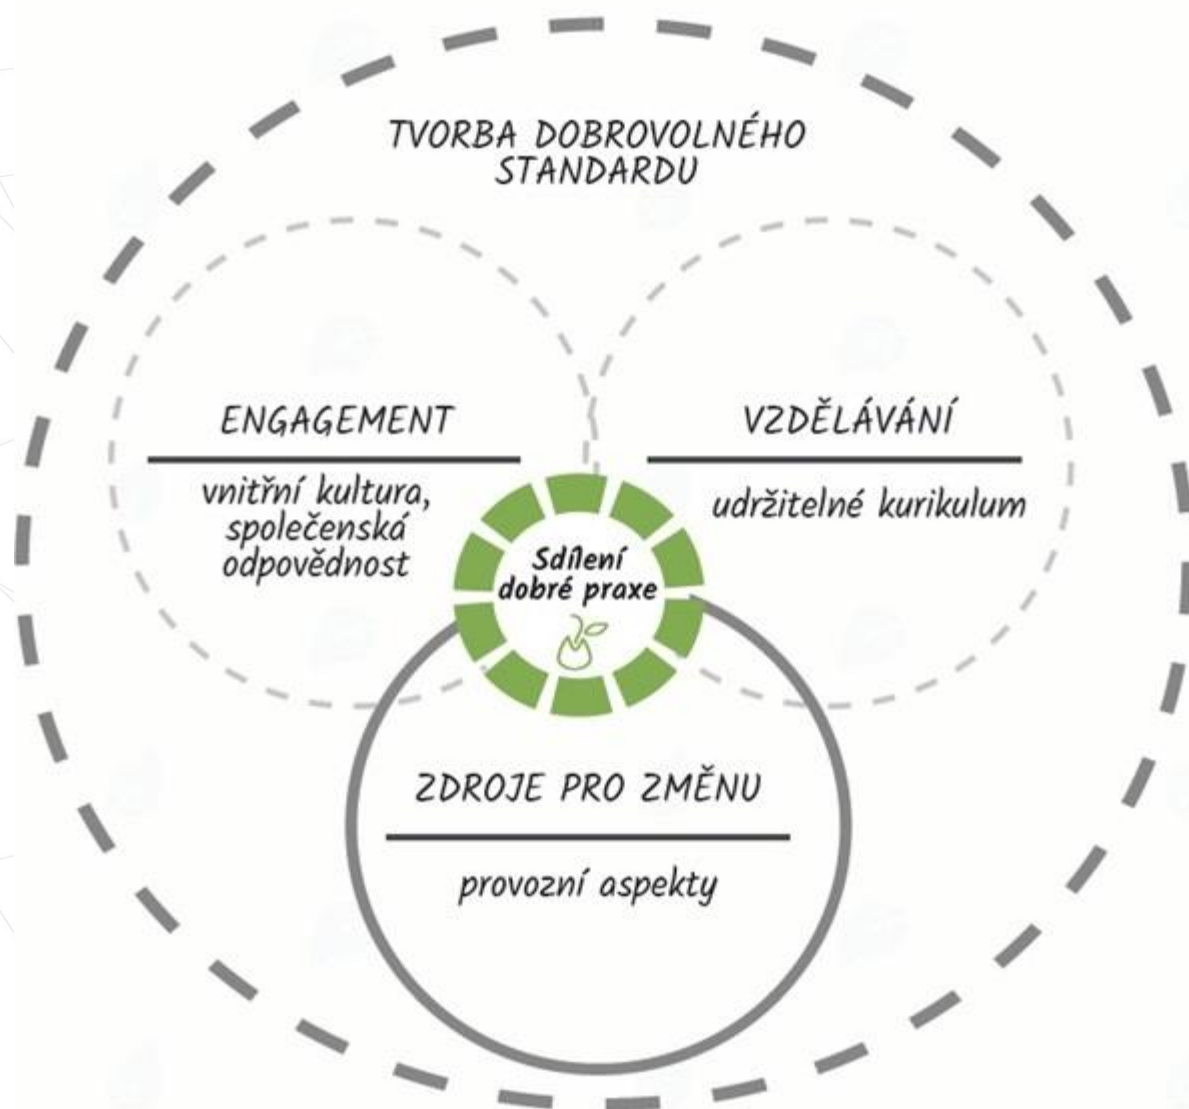 TVORBA DOBROVOLNÉHO
STANDARDU
ENGAGEMENT
vnitřní kultura,
společenská
odpovědnost
VZDĚLÁVÁNÍ
udržitelné kurikulum
Sdílení
dobré praxe
ZDROJE PRO ZMĚNU
provozní aspekty